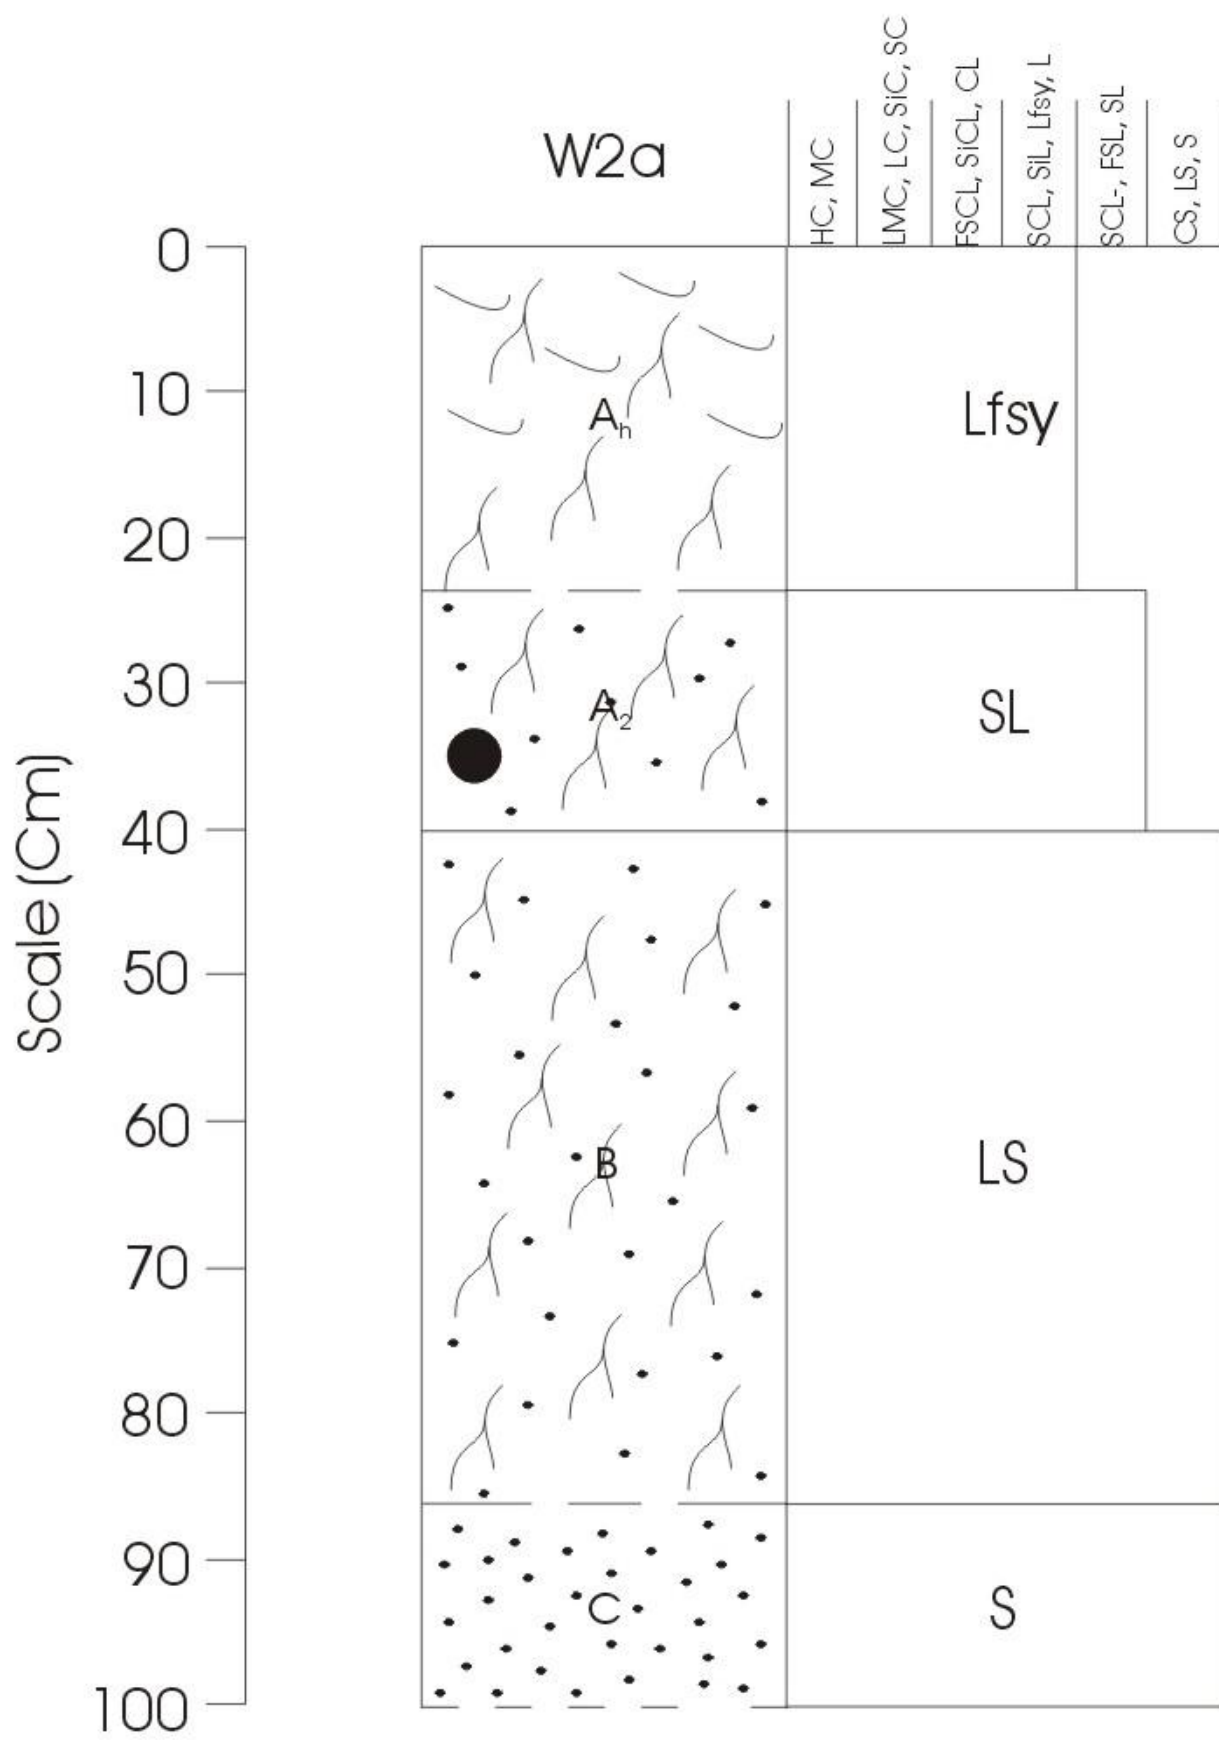 W2a
HC, MC
LMC, LC, SiC, SC
FSCL, SiCL, CL
SCL, SiL, Lfsy, L
SCL-, FSL, SL
CS, LS, S
Scale (Cm)
0
10
20
30
40
50
60
70
80
90
100
Ah
Lfsy
A2
SL
B
LS
C
S